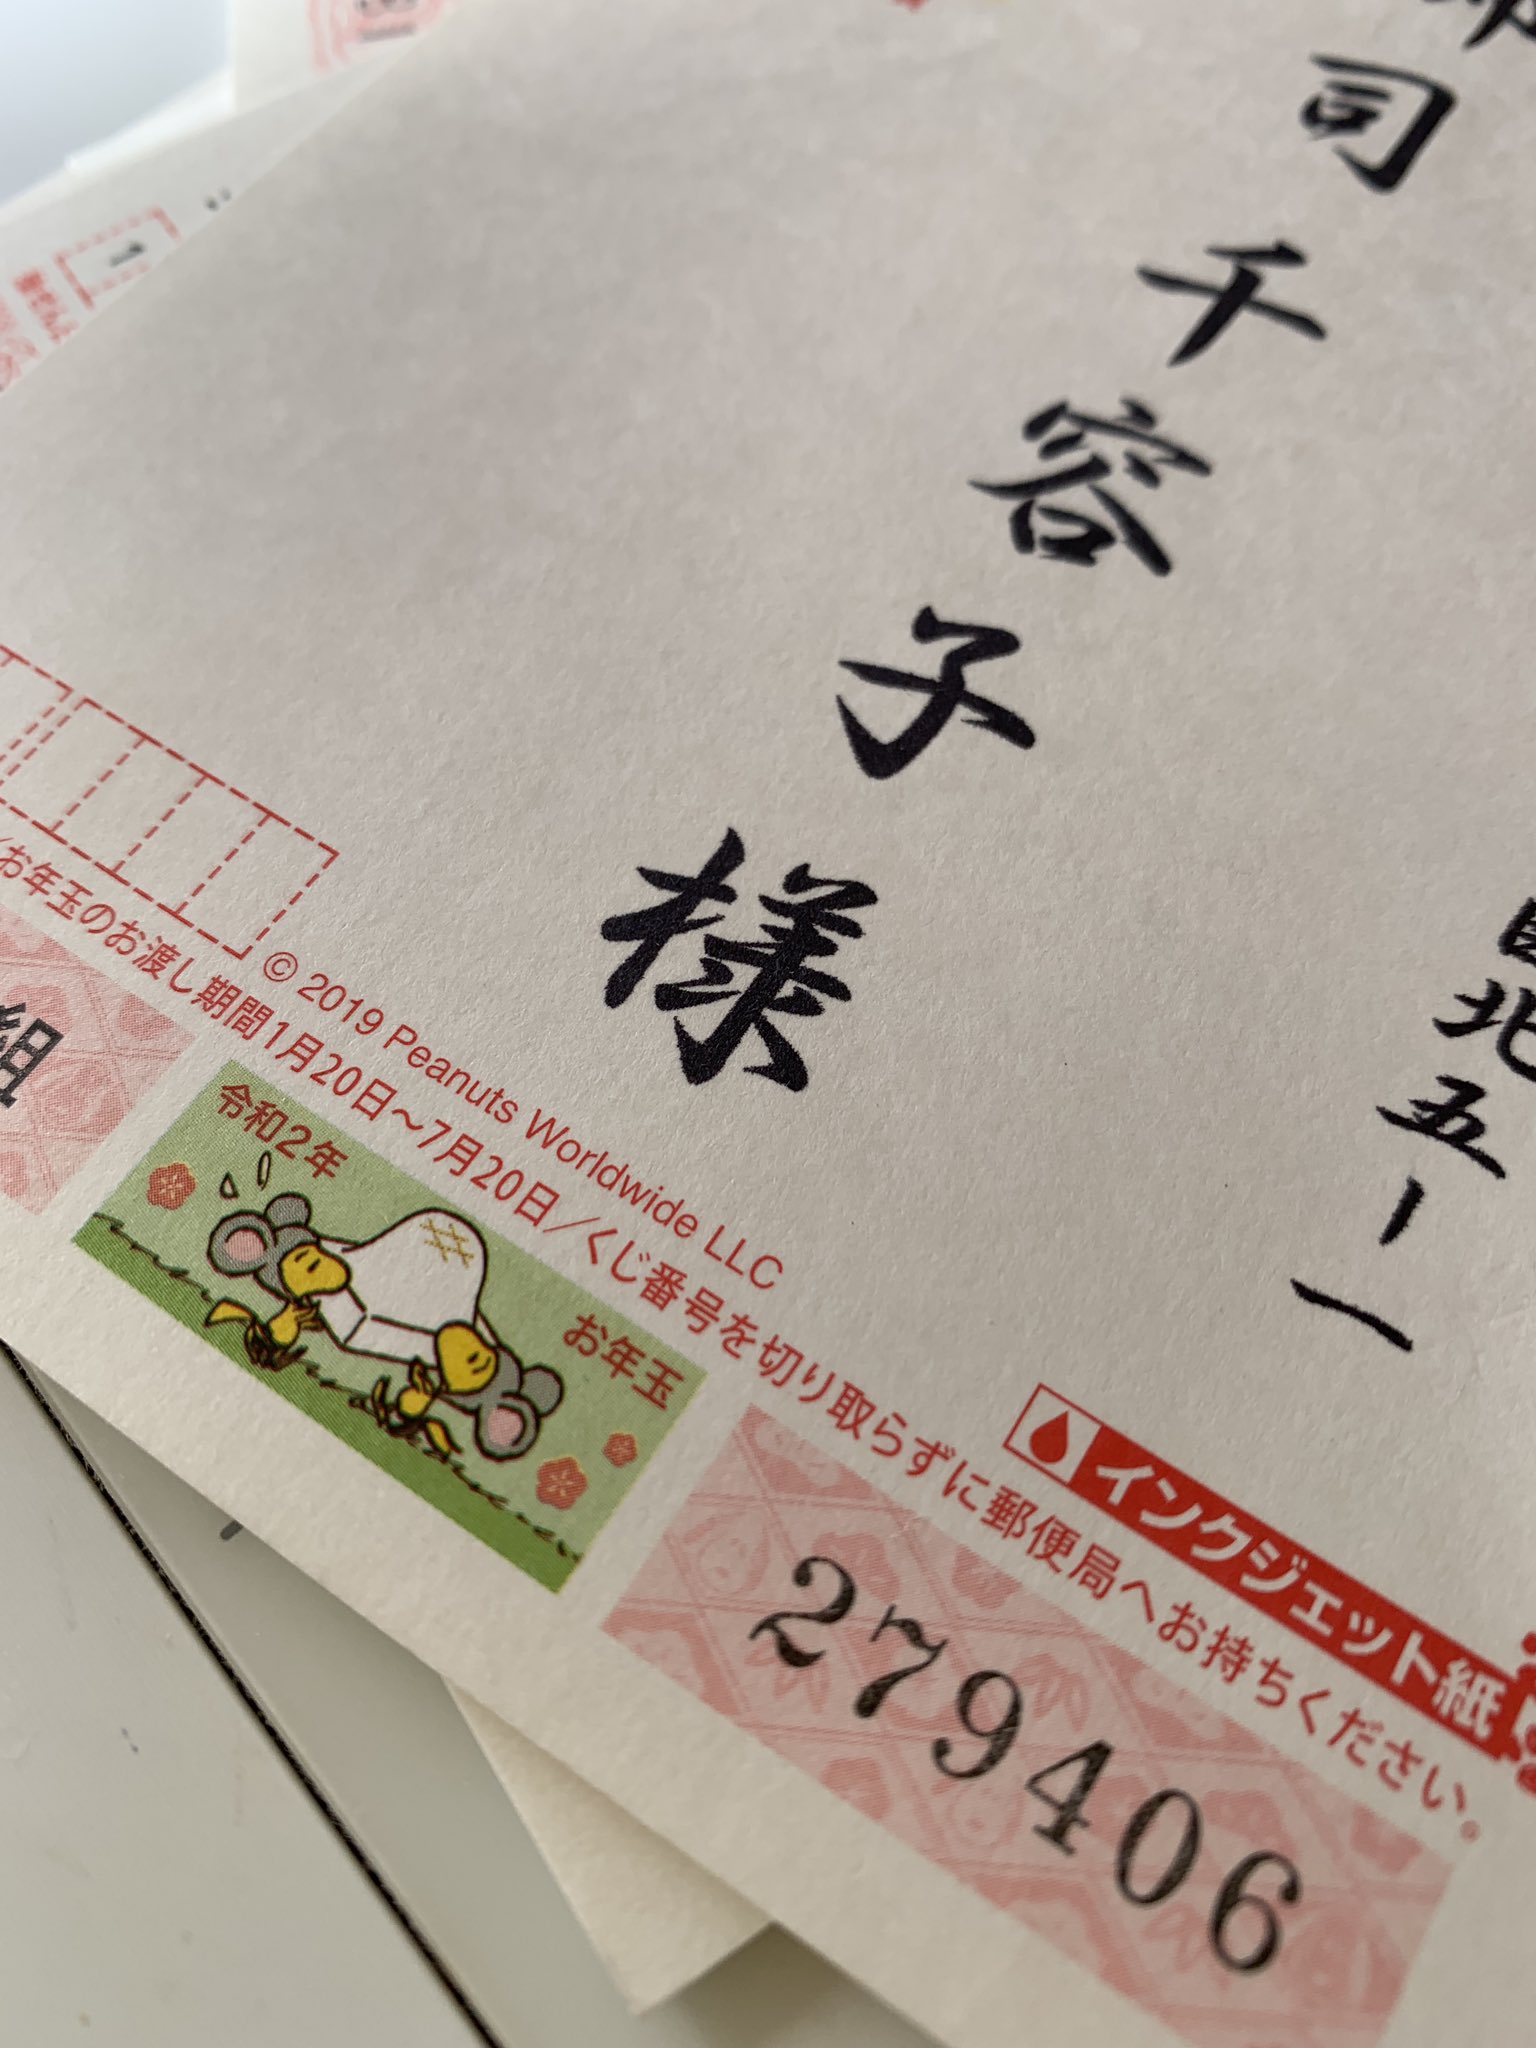 司千容子様
北五ー一
© 2019 Peanuts Worldwide LLC
/お年玉のお渡し期間1月20日～7月20日/くじ番号を切り取らずに郵便局へお持ちください。
組
令和2年
お年玉
インクジェット紙
279406
1